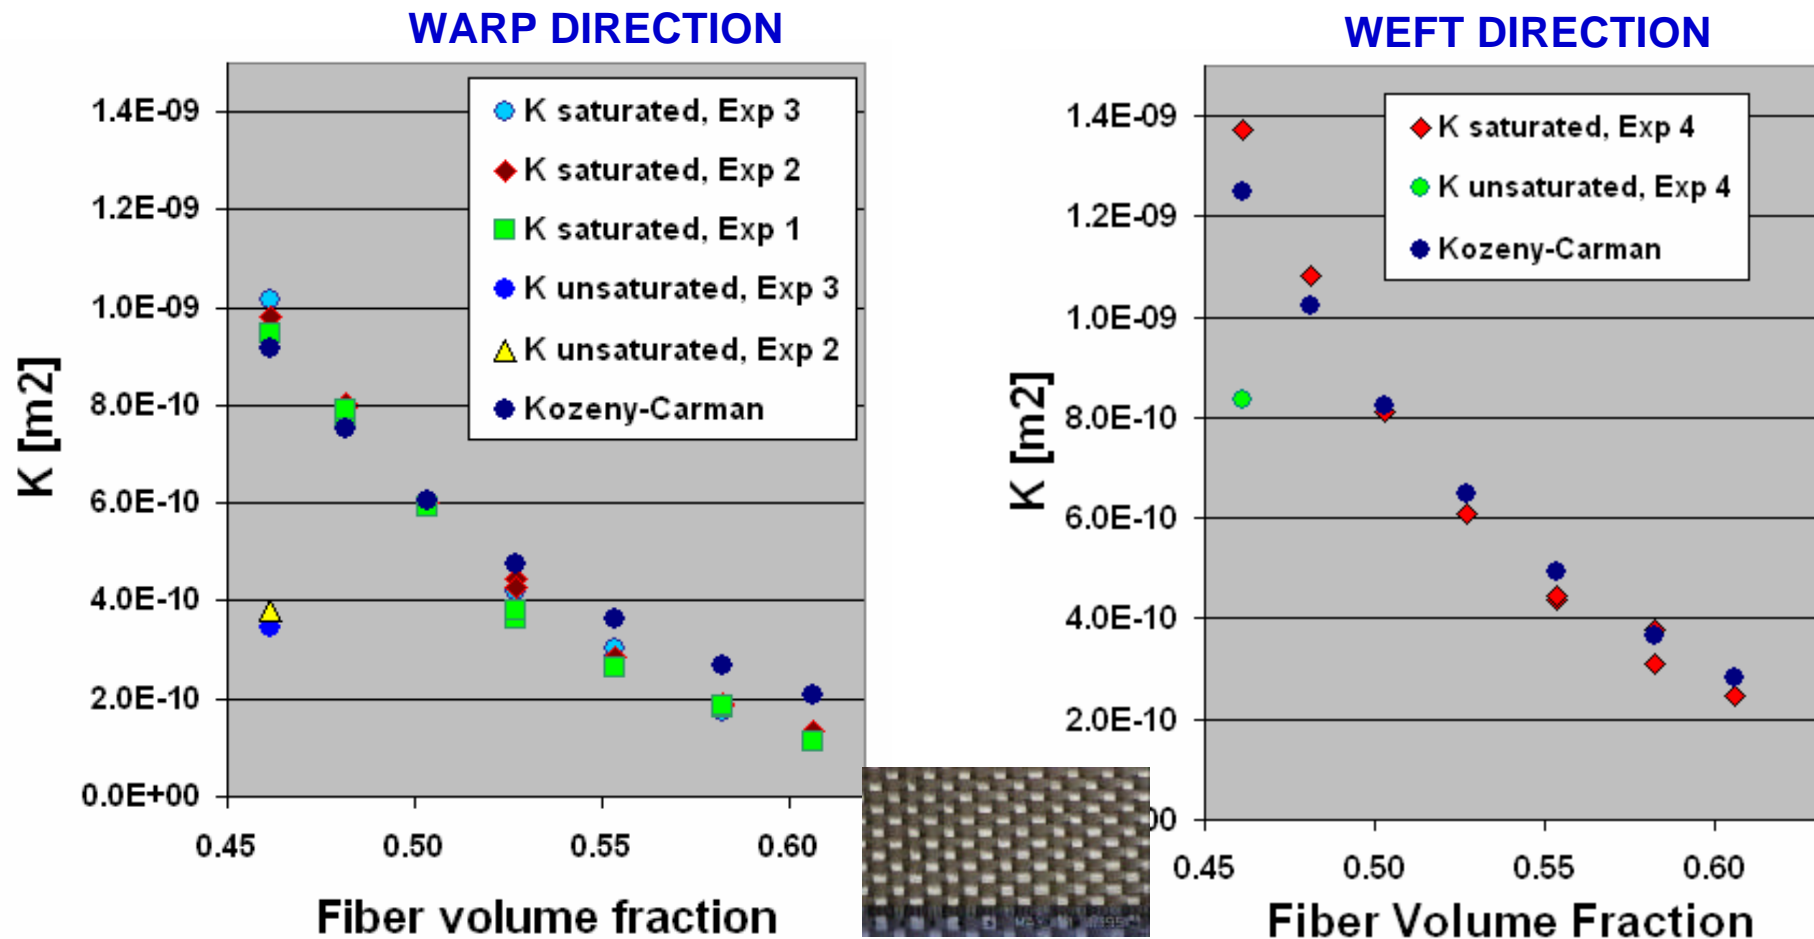 WARP DIRECTION
1.4E-09
1.2E-09
1.0E-09
8.0E-10
6.0E-10
4.0E-10
2.0E-10
0.0E+00
K [m2]
K saturated, Exp 3
K saturated, Exp 2
K saturated, Exp 1
K unsaturated, Exp 3
K unsaturated, Exp 2
Kozeny-Carman
0.45 0.50 0.55 0.60
Fiber volume fraction
WEFT DIRECTION
1.4E-09
1.2E-09
1.0E-09
8.0E-10
6.0E-10
4.0E-10
2.0E-10
00
K [m2]
K saturated, Exp 4
K unsaturated, Exp 4
Kozeny-Carman
0.45 0.50 0.55 0.60
Fiber Volume Fraction